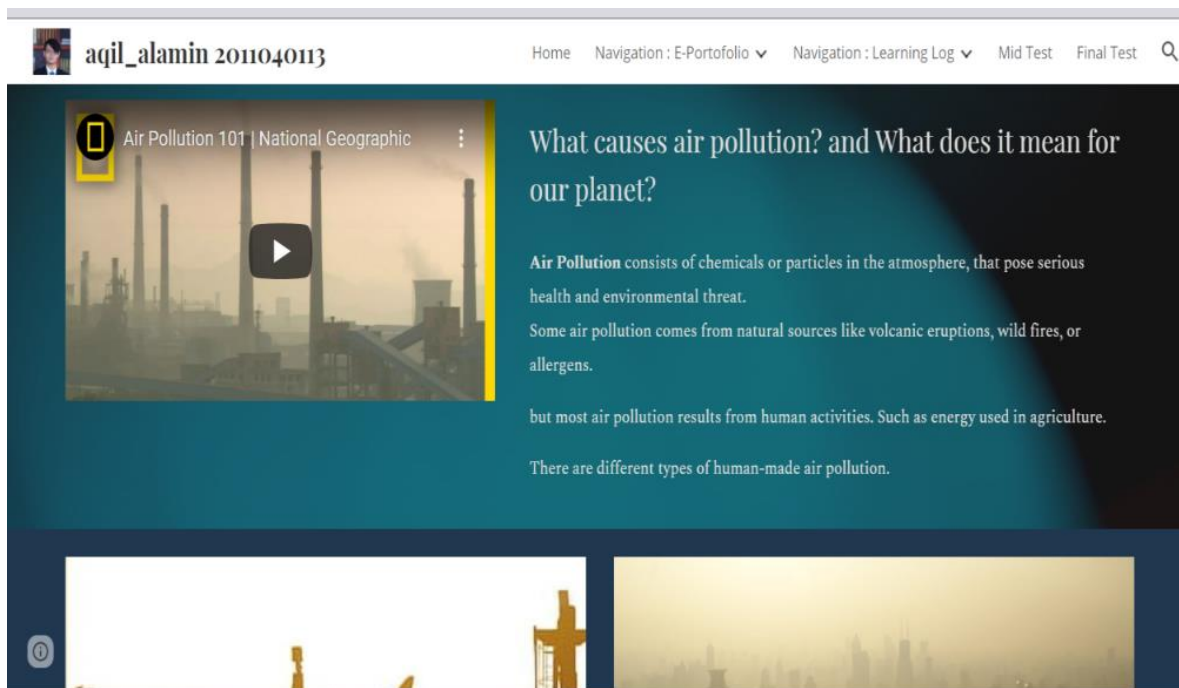 aqil_alamin 2011040113
Home Navigation : E-Portofolio Navigation : Learning Log Mid Test Final Test
Air Pollution 101 | National Geographic
What causes air pollution? and What does it mean for
our planet?
Air Pollution consists of chemicals or particles in the atmosphere, that pose serious
health and environmental threat.
Some air pollution comes from natural sources like volcanic eruptions, wild fires, or
allergens.
but most air pollution results from human activities. Such as energy used in agriculture.
There are different types of human-made air pollution.